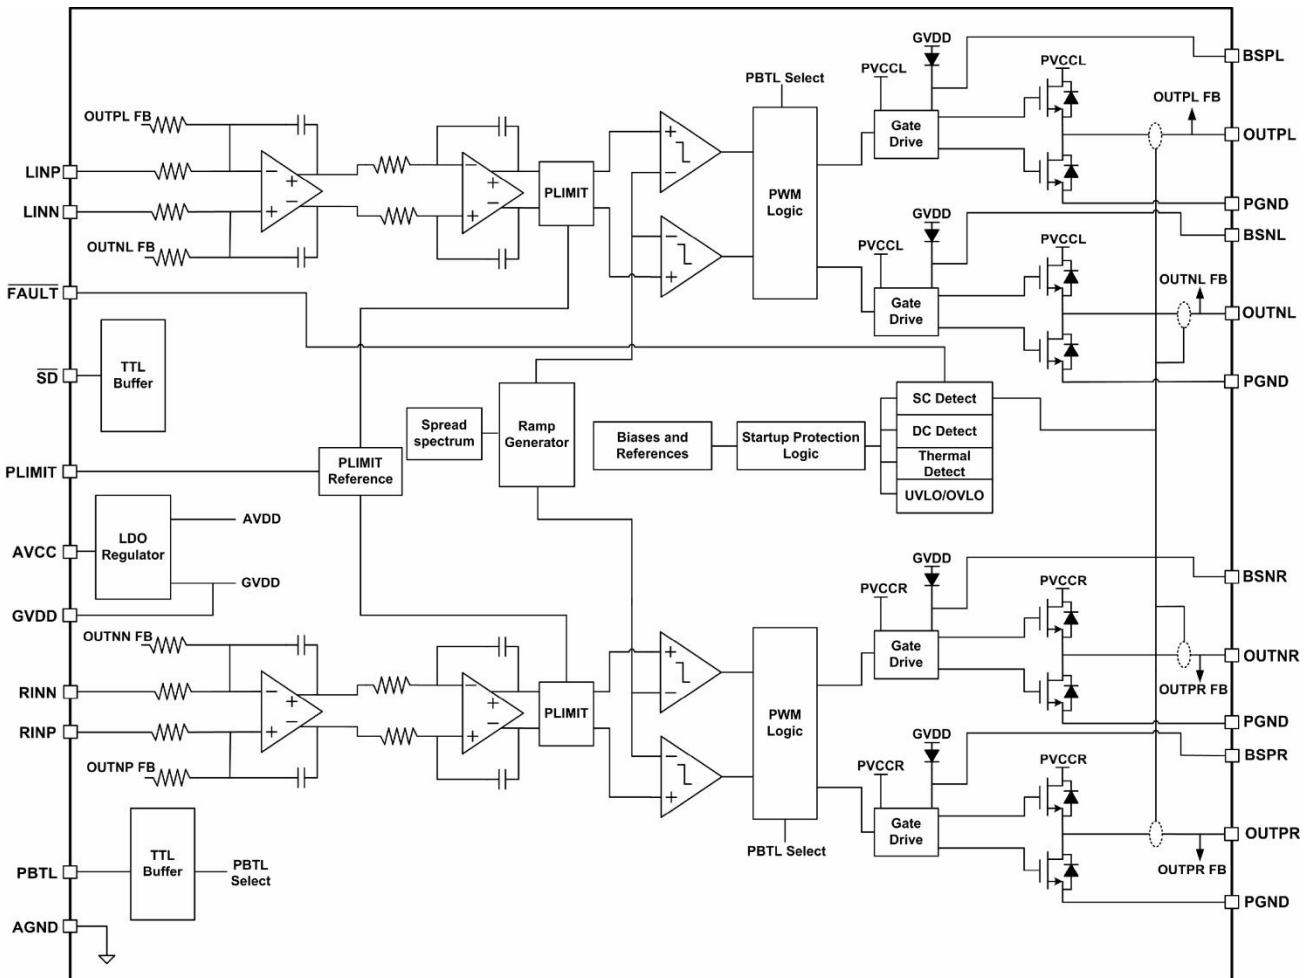 GVDD
BSPL
PVCCL
PVCCL
PBTL Select
OUTPL FB
OUTPL FB
Gate
Drive
OUTPL
LINP
PLIMIT
PWM
Logic
LINN
PGND
GVDD
BSNL
OUTNL FB
PVCCL
PVCCL
OUTNL FB
FAULT
Gate
Drive
OUTNL
TTL
Buffer
SD
PGND
SC Detect
Spread
spectrum
Ramp
Generator
Biases and
References
Startup Protection
Logic
DC Detect
Thermal
Detect
UVLO/OVLO
PLIMIT
PLIMIT
Reference
LDO
Regulator
AVDD
AVCC
GVDD
GVDD
GVDD
BSNR
PVCCR
PVCCR
OUTNN FB
Gate
Drive
OUTNR
OUTPR FB
RINN
PLIMIT
PWM
Logic
RINP
PGND
GVDD
BSPR
OUTNP FB
PVCCR
PVCCR
Gate
Drive
OUTPR
PBTL Select
OUTPR FB
TTL
Buffer
PBTL
PBTL
Select
PGND
AGND